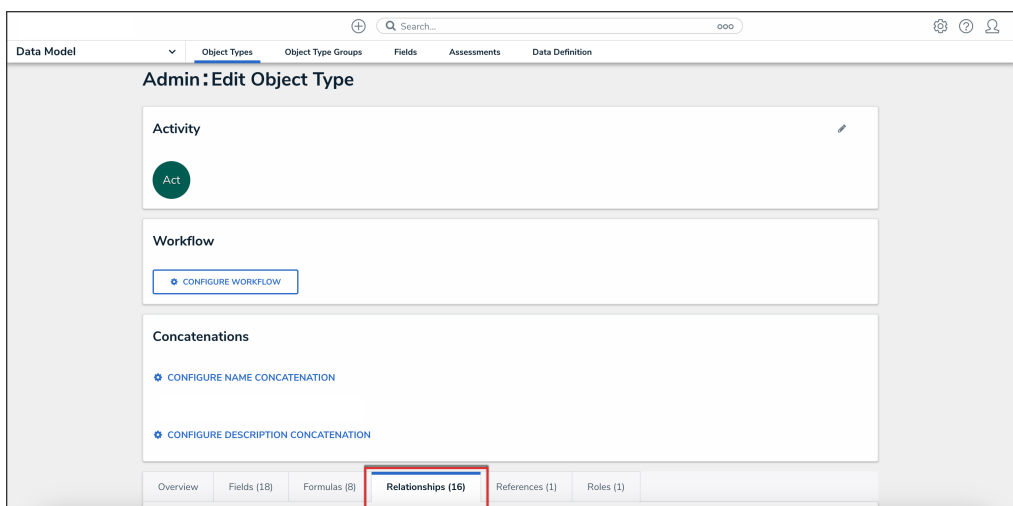 Search...
Data Model
Object Types
Object Type Groups
Fields
Assessments
Data Definition
Admin:Edit Object Type
Activity
Act
Workflow
CONFIGURE WORKFLOW
Concatenations
CONFIGURE NAME CONCATENATION
CONFIGURE DESCRIPTION CONCATENATION
Overview
Fields (18)
Formulas (8)
Relationships (16)
References (1)
Roles (1)